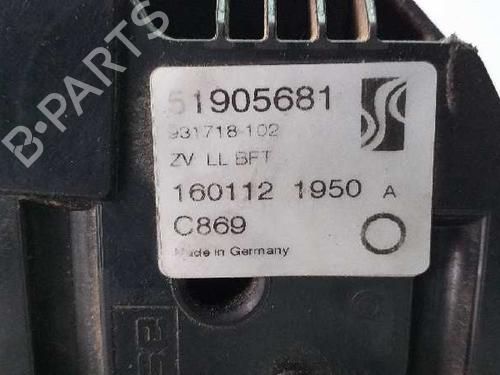 B-PARTS
51905681
931718-102
ZV LL BFT
160112 1950 A
C869
Made in Germany